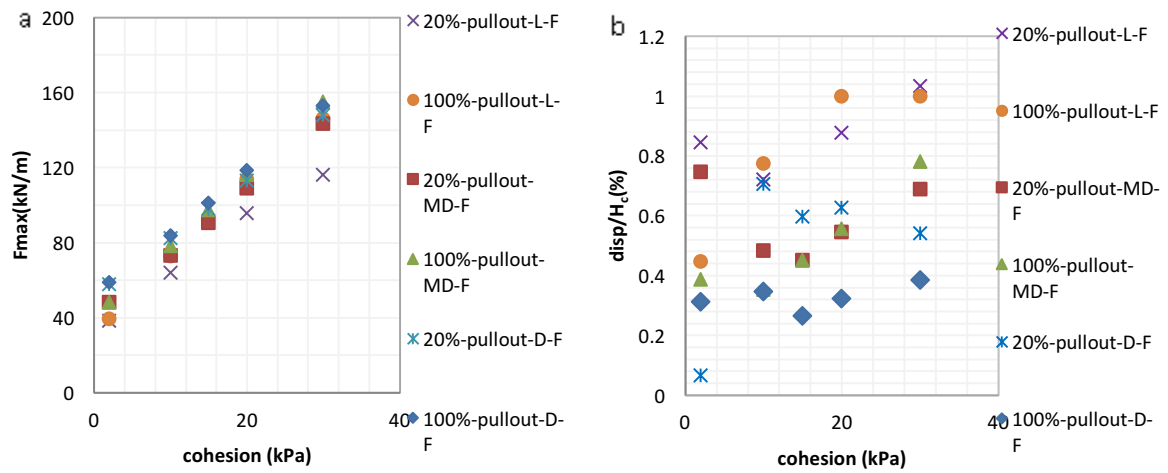 a
Fmax(kN/m)
200
160
120
80
40
0
0
20
40
cohesion (kPa)
20%-pullout-L-F
100%-pullout-L-
F
20%-pullout-
MD-F
100%-pullout-
MD-F
20%-pullout-D-F
100%-pullout-D-
F
b
disp/Hc(%)
1.2
1
0.8
0.6
0.4
0.2
0
0
20
40
cohesion (kPa)
20%-pullout-L-F
100%-pullout-L-F
20%-pullout-MD-
F
100%-pullout-
MD-F
20%-pullout-D-F
100%-pullout-D-
F